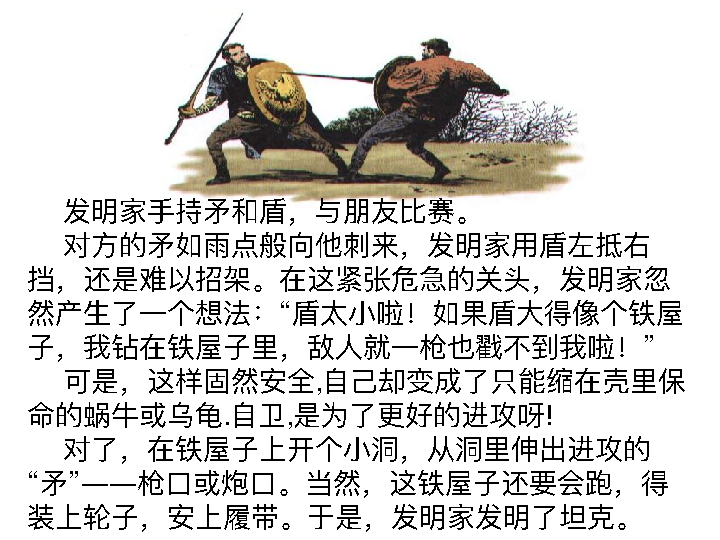 发明家手持矛和盾，与朋友比赛。
对方的矛如雨点般向他刺来，发明家用盾左抵右
挡，还是难以招架。在这紧张危急的关头，发明家忽
然产生了一个想法：“盾太小啦！如果盾大得像个铁屋
子，我钻在铁屋子里，敌人就一枪也戳不到我啦！”
可是，这样固然安全,自己却变成了只能缩在壳里保
命的蜗牛或乌龟.自卫,是为了更好的进攻呀!
对了，在铁屋子上开个小洞，从洞里伸出进攻的
“矛”——枪口或炮口。当然，这铁屋子还要会跑，得
装上轮子，安上履带。于是，发明家发明了坦克。